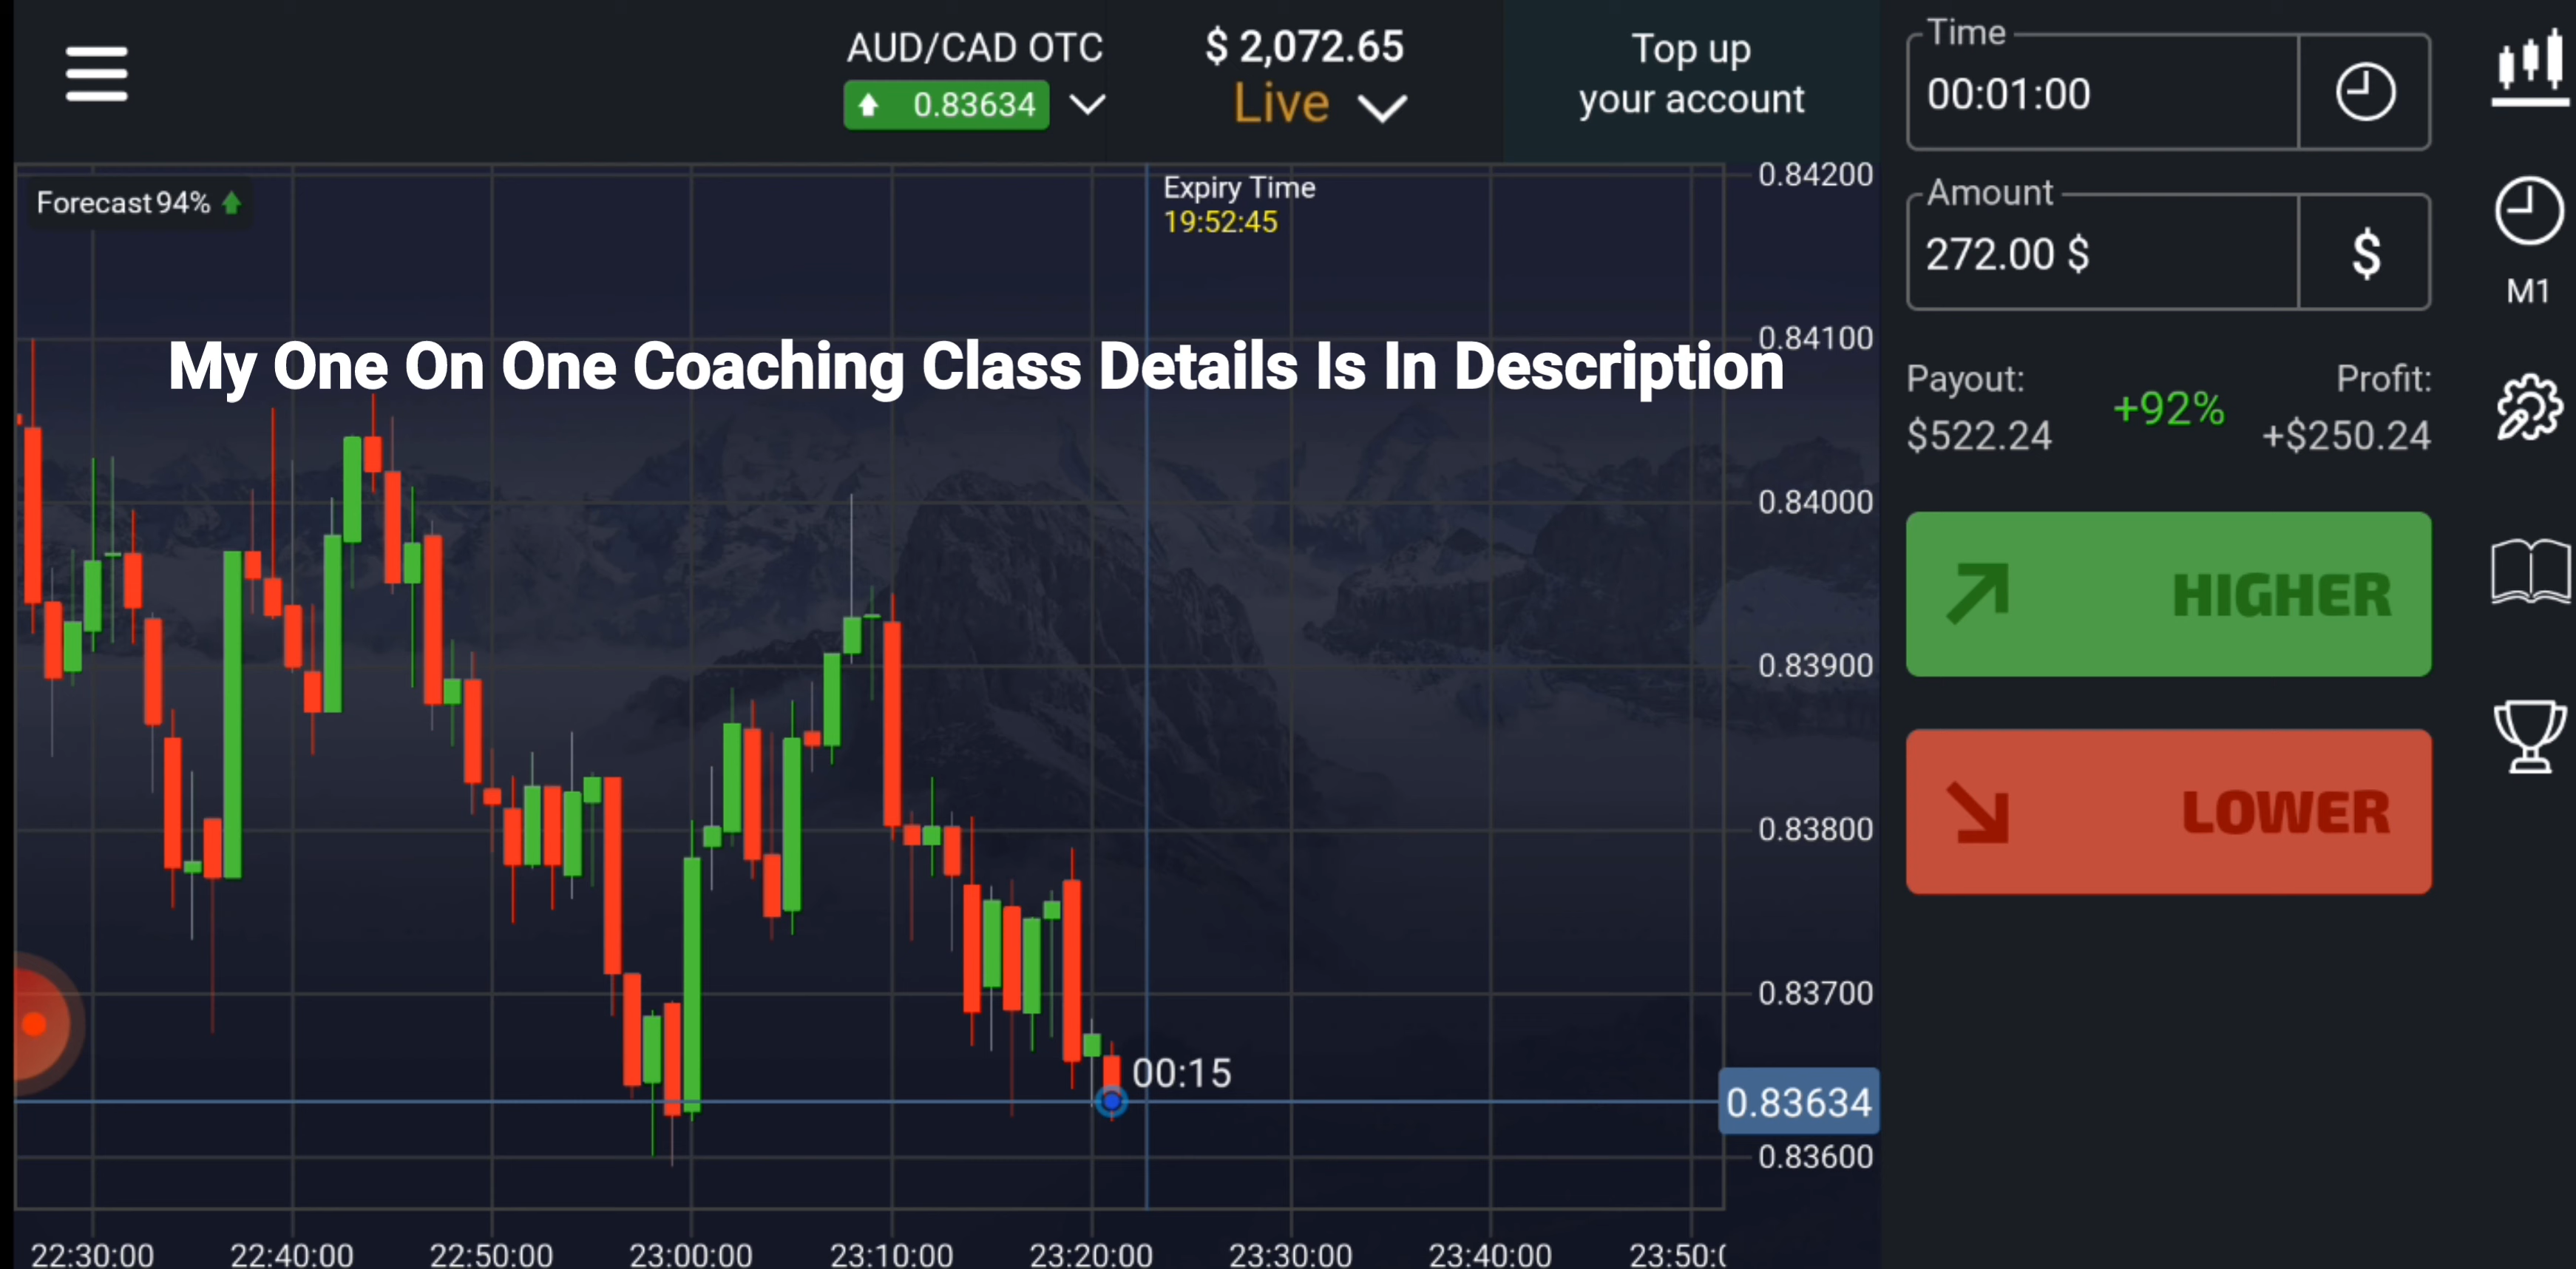 AUD/CAD OTC
0.83634
$ 2,072.65
Live
Top up
your account
Time
00:01:00
Amount
272.00 $
$
M1
Payout:
$522.24
+92%
Profit:
+$250.24
HIGHER
LOWER
Forecast 94%
Expiry Time
19:52:45
My One On One Coaching Class Details Is In Description
00:15
0.84200
0.84100
0.84000
0.83900
0.83800
0.83700
0.83634
0.83600
22:30:00 22:40:00 22:50:00 23:00:00 23:10:00 23:20:00 23:30:00 23:40:00 23:50:(